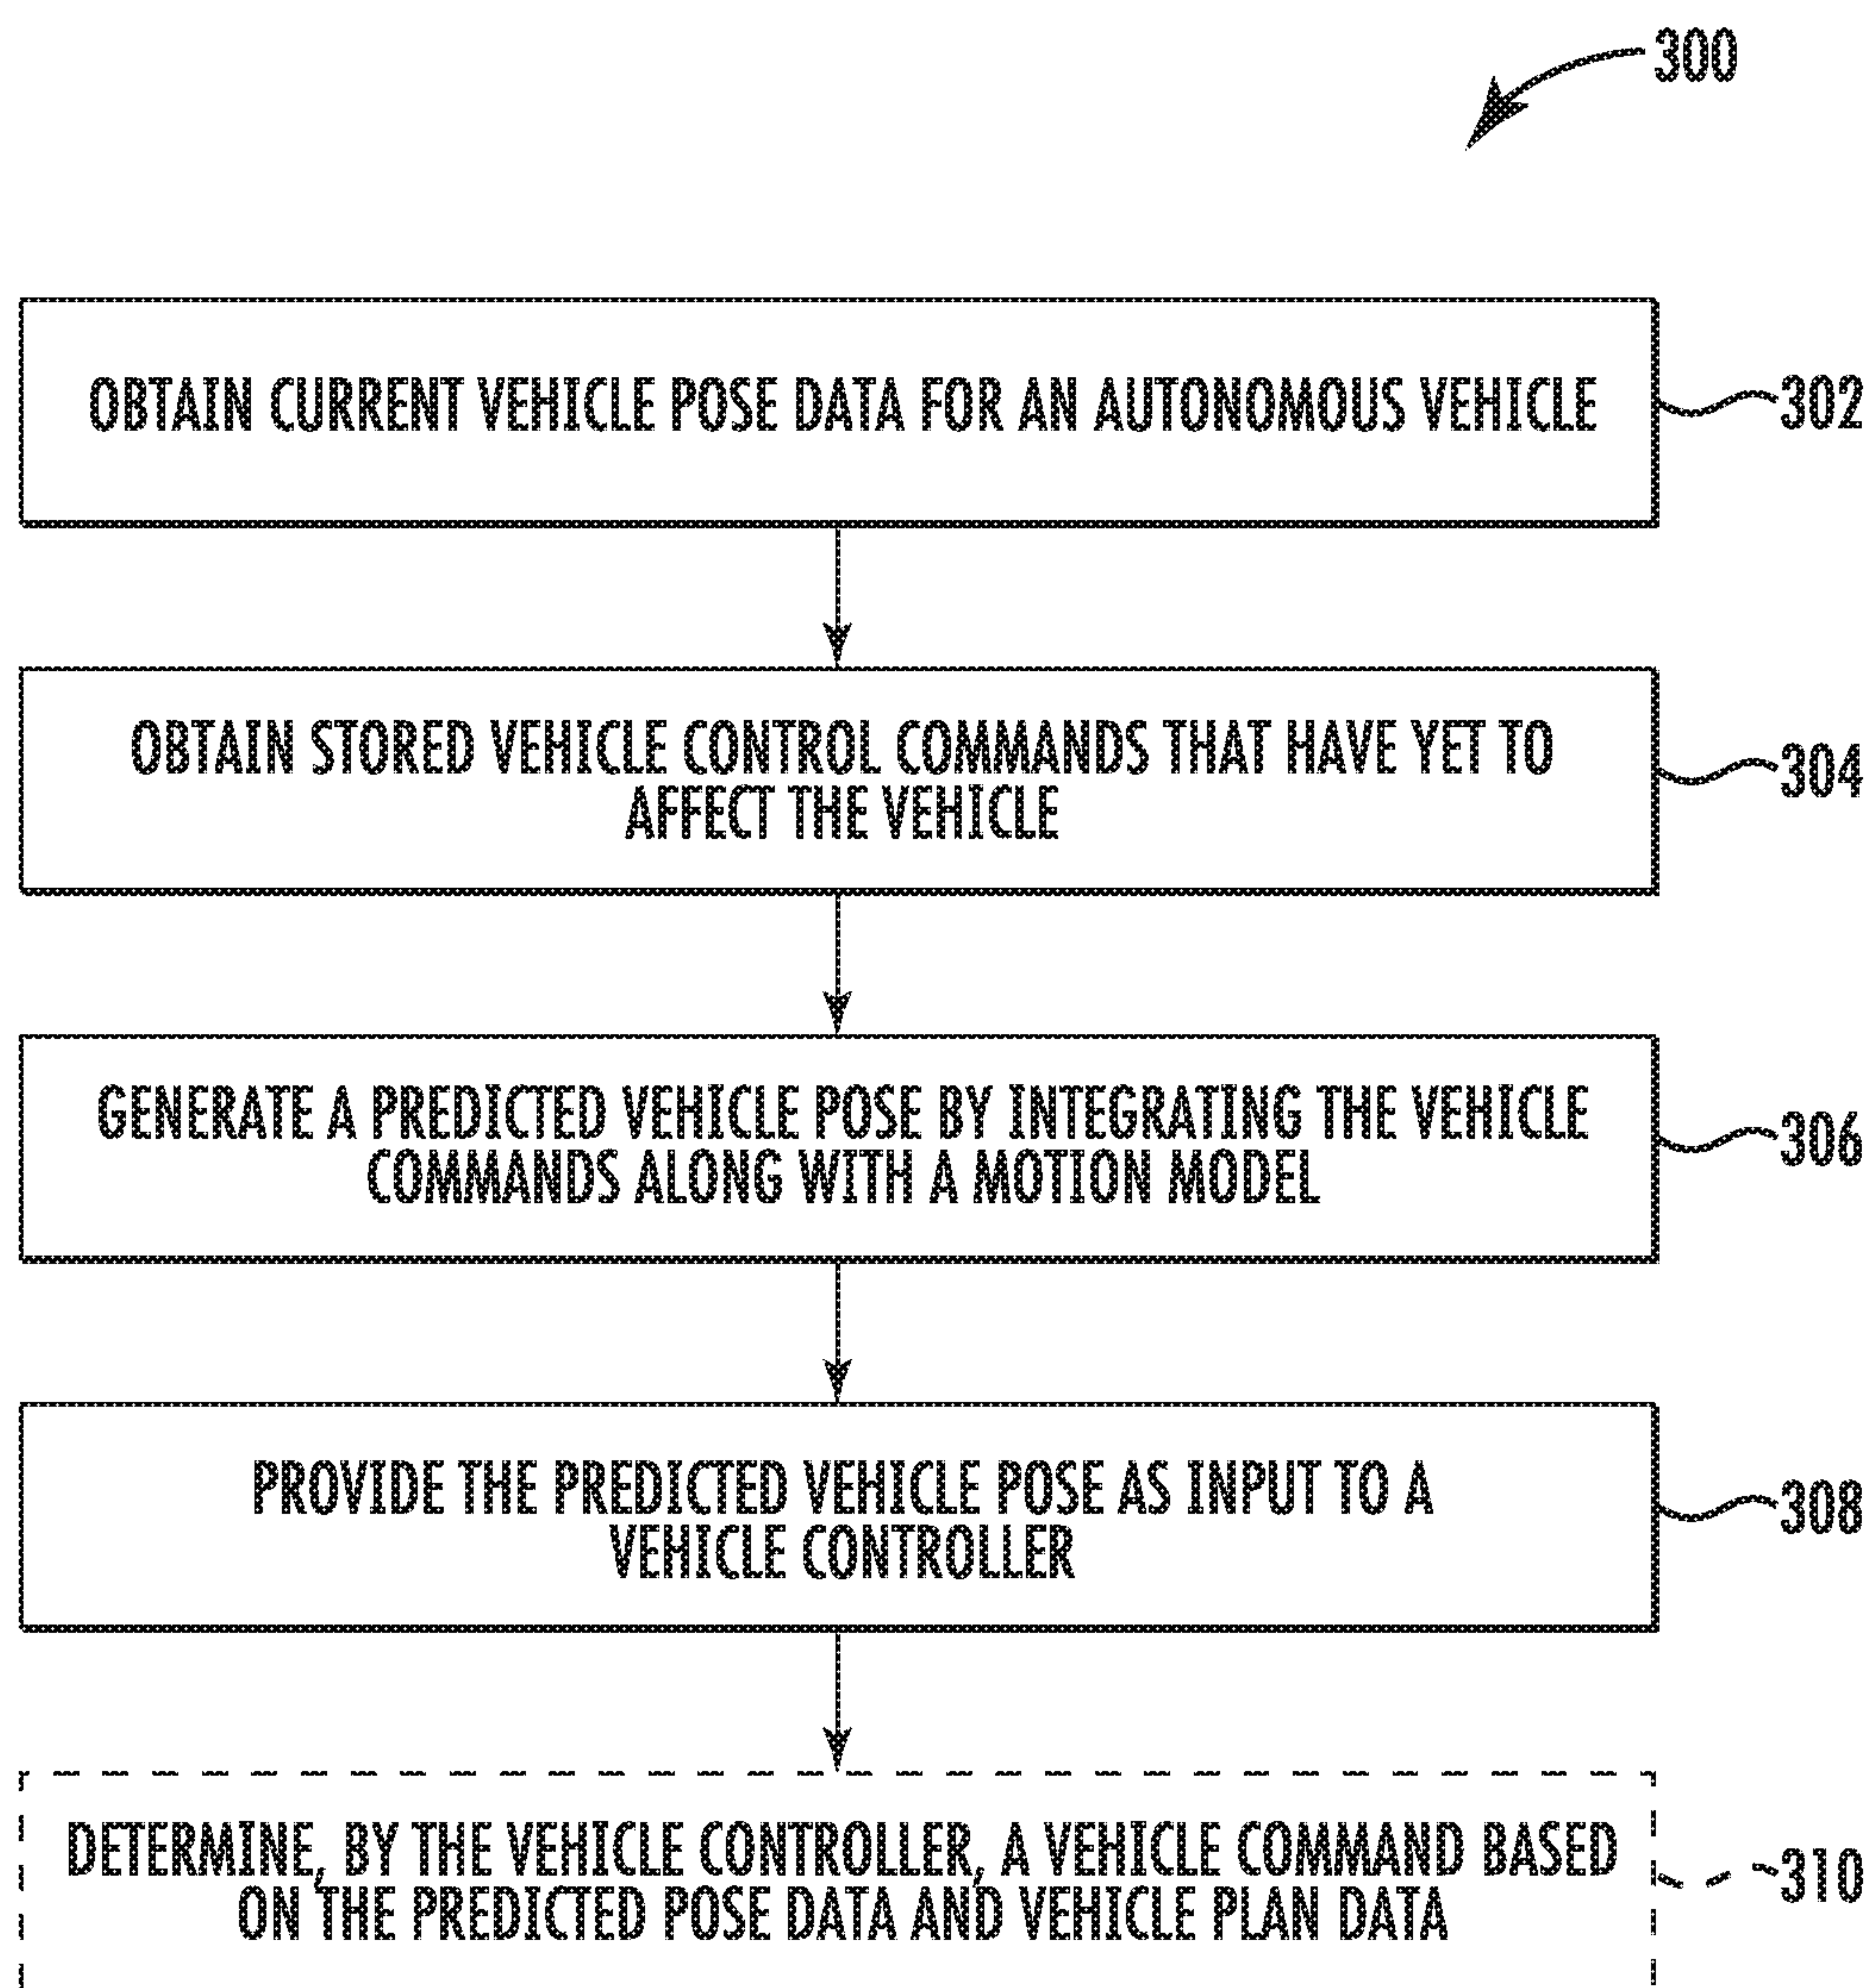 300
OBTAIN CURRENT VEHICLE POSE DATA FOR AN AUTONOMOUS VEHICLE
302
OBTAIN STORED VEHICLE CONTROL COMMANDS THAT HAVE YET TO
AFFECT THE VEHICLE
304
GENERATE A PREDICTED VEHICLE POSE BY INTEGRATING THE VEHICLE
COMMANDS ALONG WITH A MOTION MODEL
306
PROVIDE THE PREDICTED VEHICLE POSE AS INPUT TO A
VEHICLE CONTROLLER
308
DETERMINE, BY THE VEHICLE CONTROLLER, A VEHICLE COMMAND BASED
ON THE PREDICTED POSE DATA AND VEHICLE PLAN DATA
310